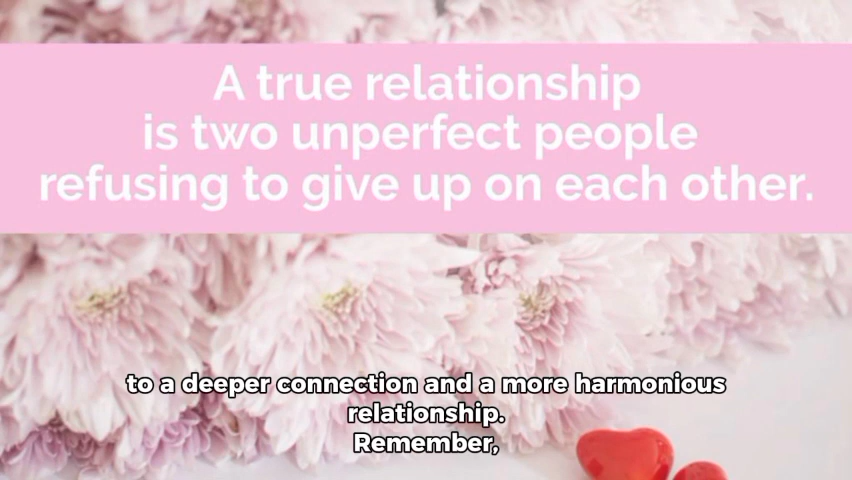 A true relationship
is two unperfect people
refusing to give up on each other.
to a deeper connection and a more harmonious
relationship.
Remember,